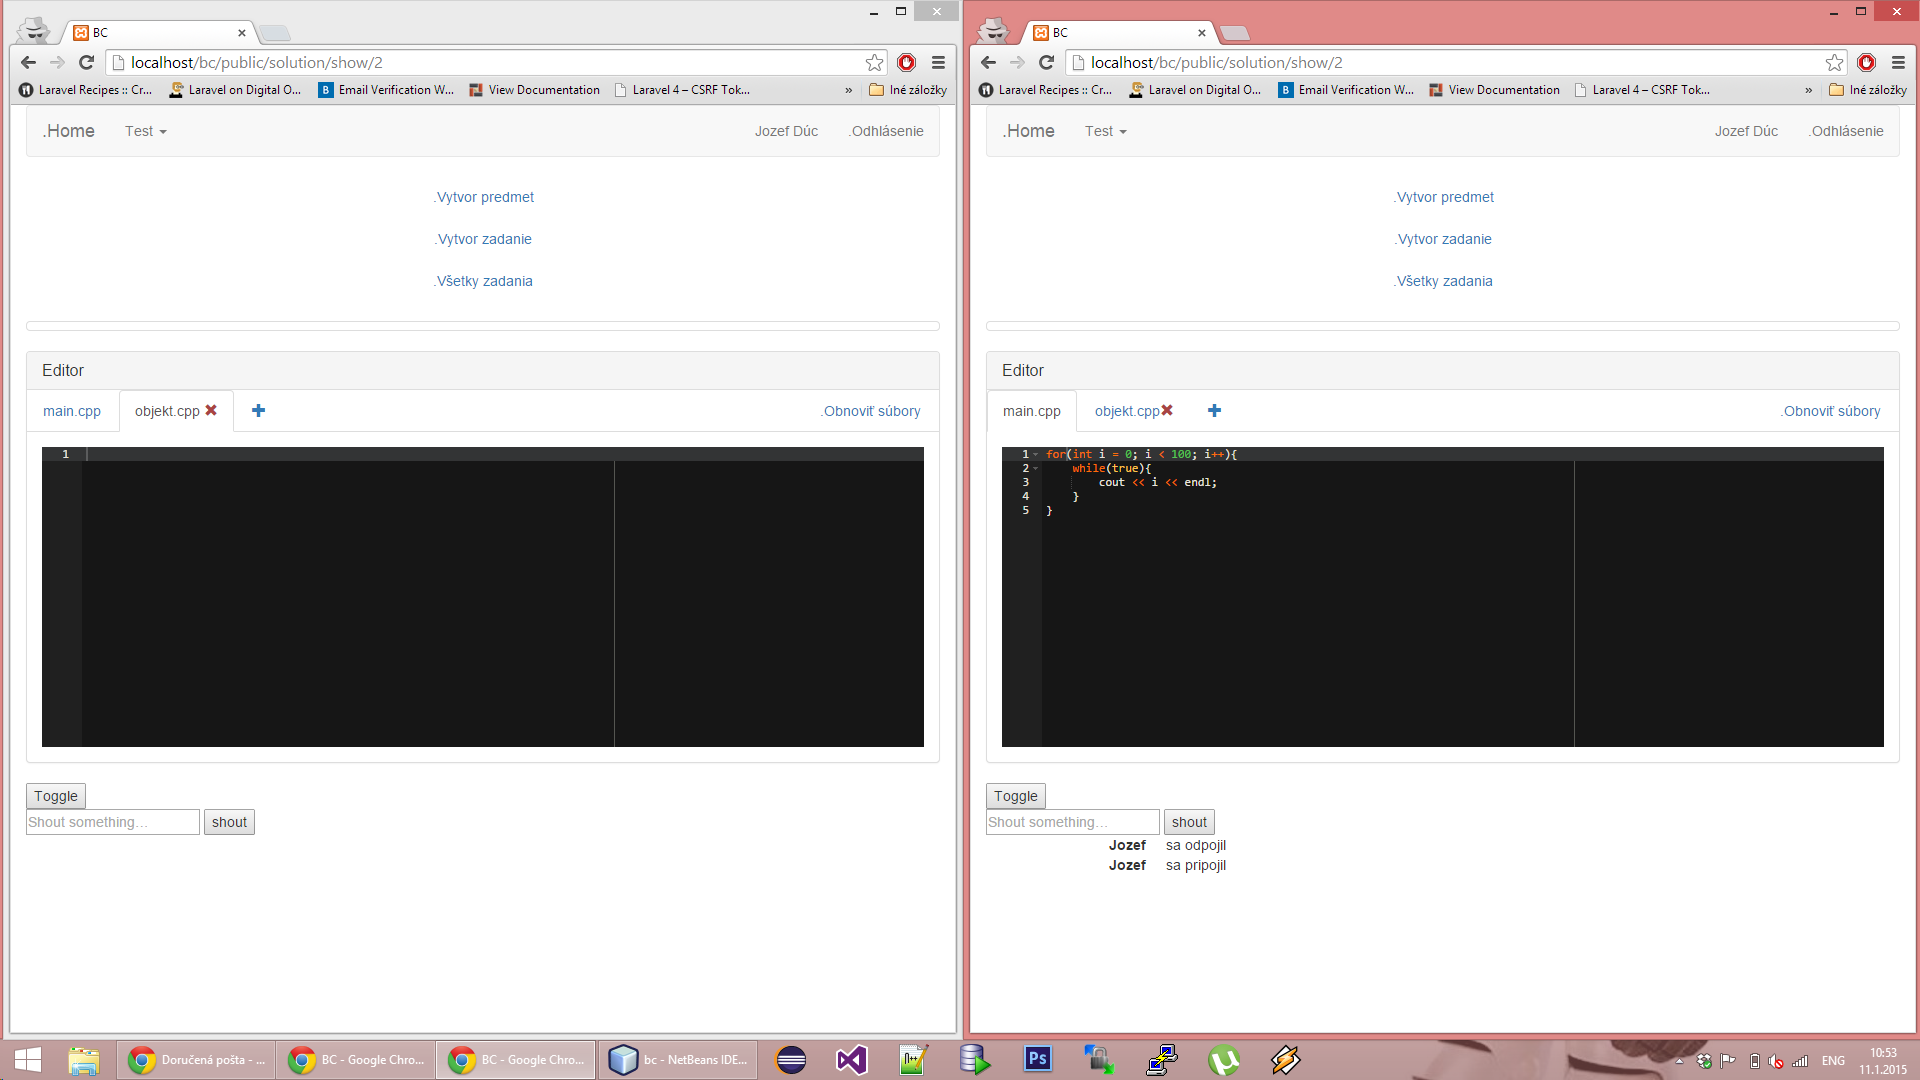 BC
localhost/bc/public/solution/show/2
Laravel Recipes :: Cr...
Laravel on Digital O...
Email Verification W...
View Documentation
Laravel 4 – CSRF Tok...
»
Iné záložky
.Home
Test
Jozef Dúc
.Odhlásenie
.Vytvor predmet
.Vytvor zadanie
.Všetky zadania
Editor
main.cpp
objekt.cpp
.Obnoviť súbory
1
Toggle
Shout something...
shout
BC
localhost/bc/public/solution/show/2
Laravel Recipes :: Cr...
Laravel on Digital O...
Email Verification W...
View Documentation
Laravel 4 – CSRF Tok...
»
Iné záložky
.Home
Test
Jozef Dúc
.Odhlásenie
.Vytvor predmet
.Vytvor zadanie
.Všetky zadania
Editor
main.cpp
objekt.cpp
.Obnoviť súbory
1 for(int i = 0; i < 100; i++){
2     while(true){
3         cout << i << endl;
4     }
5 }
Toggle
Shout something...
shout
Jozef sa odpojil
Jozef sa pripojil
Doručená pošta - ...
BC - Google Chro...
BC - Google Chro...
bc - NetBeans IDE...
Ps
ENG
10:53
11.1.2015